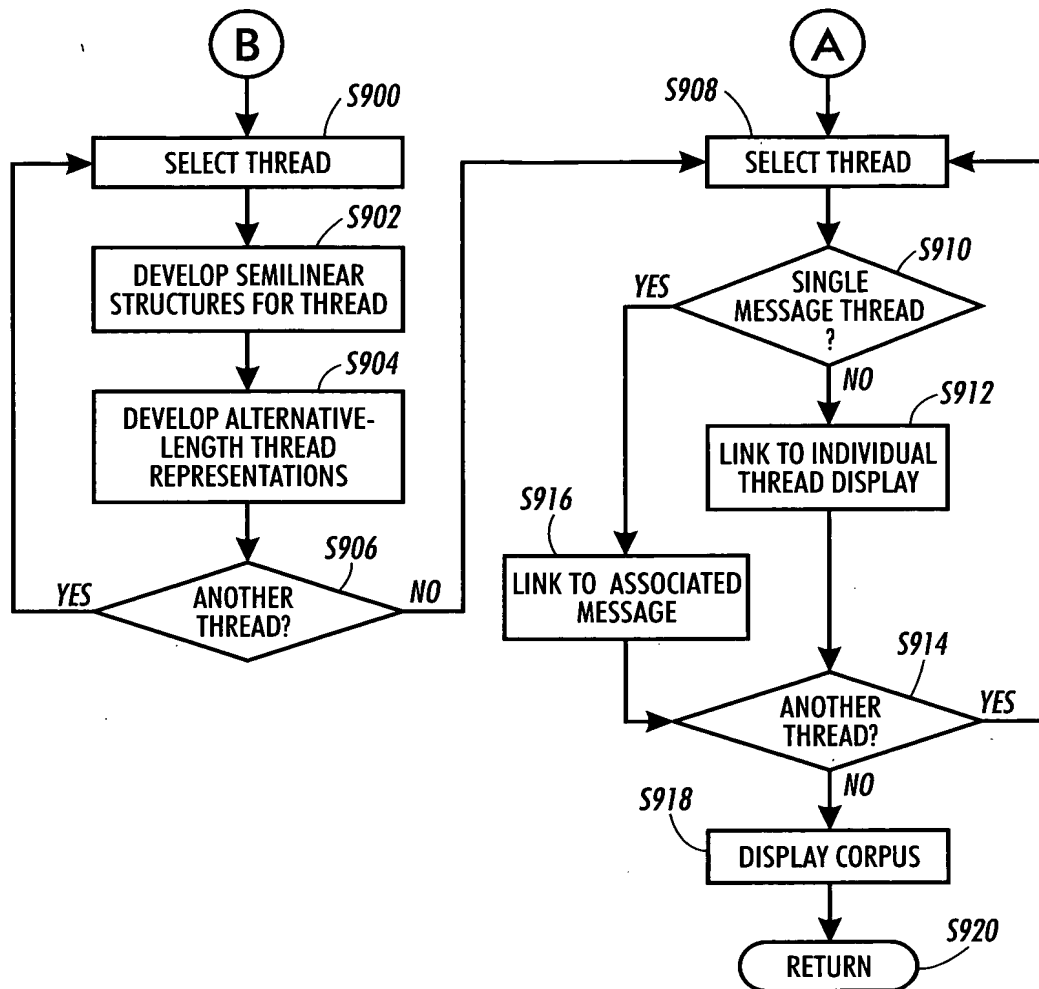 B
S900
SELECT THREAD
S902
DEVELOP SEMILINEAR
STRUCTURES FOR THREAD
S904
DEVELOP ALTERNATIVE-
LENGTH THREAD
REPRESENTATIONS
S906
YES
ANOTHER
THREAD?
NO
A
S908
SELECT THREAD
S910
YES
SINGLE
MESSAGE THREAD
?
NO
S912
LINK TO INDIVIDUAL
THREAD DISPLAY
S916
LINK TO ASSOCIATED
MESSAGE
S914
ANOTHER
THREAD?
YES
NO
S918
DISPLAY CORPUS
S920
RETURN